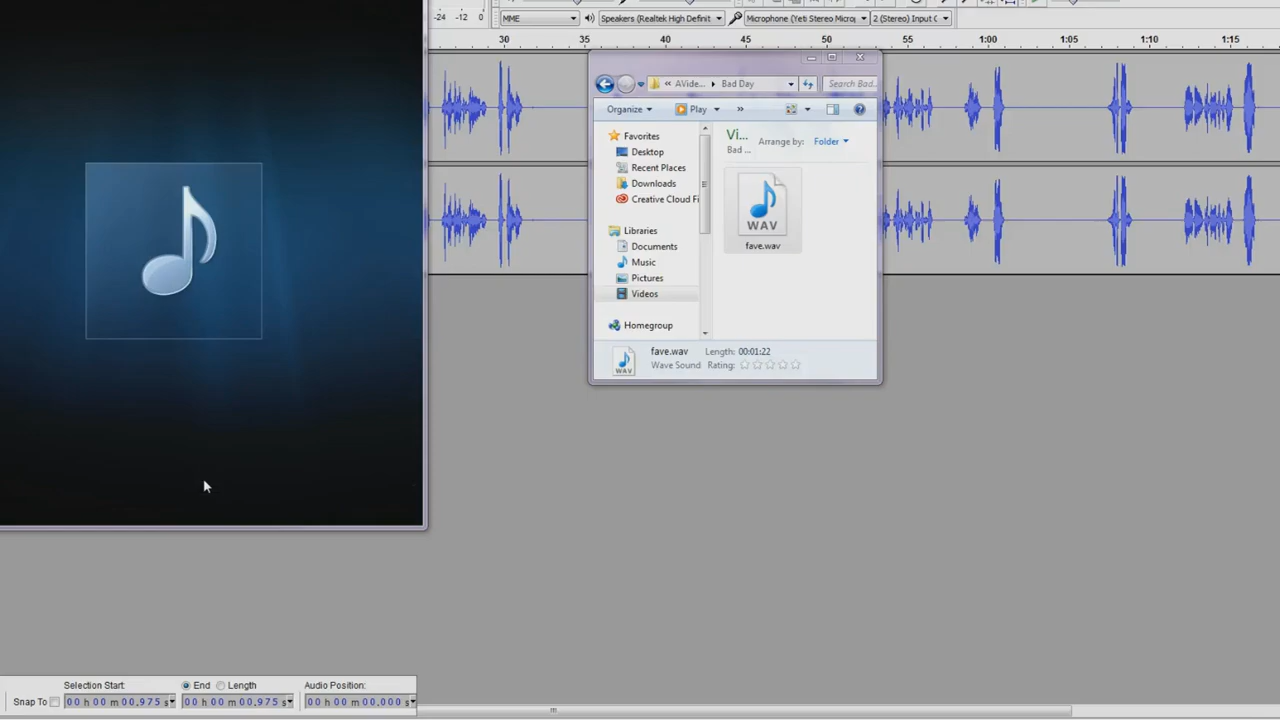 -24 -12 0
MME
Speakers (Realtek High Definit
Microphone (Yeti Stereo Microp
2 (Stereo) Input C
30 35 40 45 50 55 1:00 1:05 1:10 1:15
« AVide... Bad Day
Search Bad...
Organize
Play
»
Favorites
Desktop
Recent Places
Downloads
Creative Cloud Fi
Libraries
Documents
Music
Pictures
Videos
Homegroup
Vi...
Bad ...
Arrange by: Folder
WAV
fave.wav
WAV
fave.wav Length: 00:01:22
Wave Sound Rating:
Selection Start: End Length Audio Position:
Snap To 00 h 00 m 00.975 s 00 h 00 m 00.975 s 00 h 00 m 00.000 s